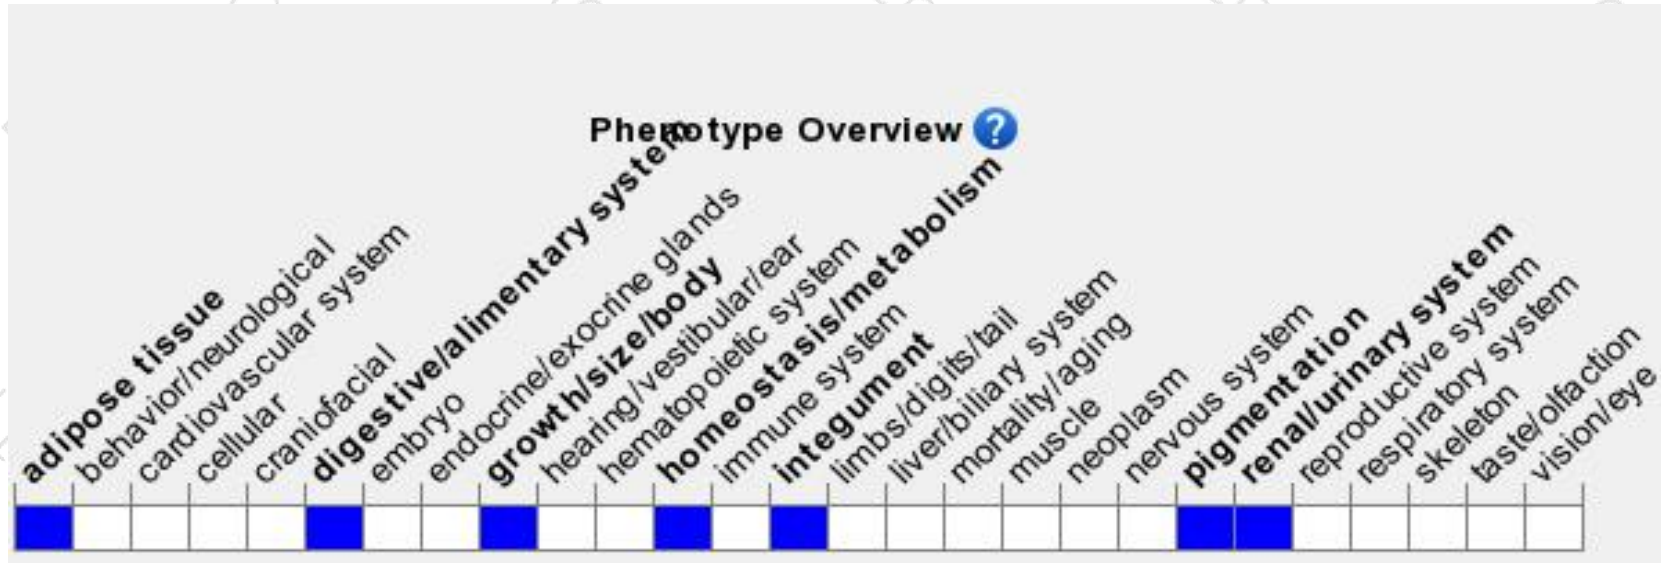 Phenotype Overview ?
adipose tissue
behavior/neurological
cardiovascular system
cellular
craniofacial
digestive/alimentary system
embryo
endocrine/exocrine glands
growth/size/body
hearing/vestibular/ear
hematopoietic system
homeostasis/metabolism
immune system
integument
limbs/digits/tail
liver/biliary system
mortality/aging
muscle
neoplasm
nervous system
pigmentation
renal/urinary system
reproductive system
respiratory system
skeleton
taste/olfaction
vision/eye